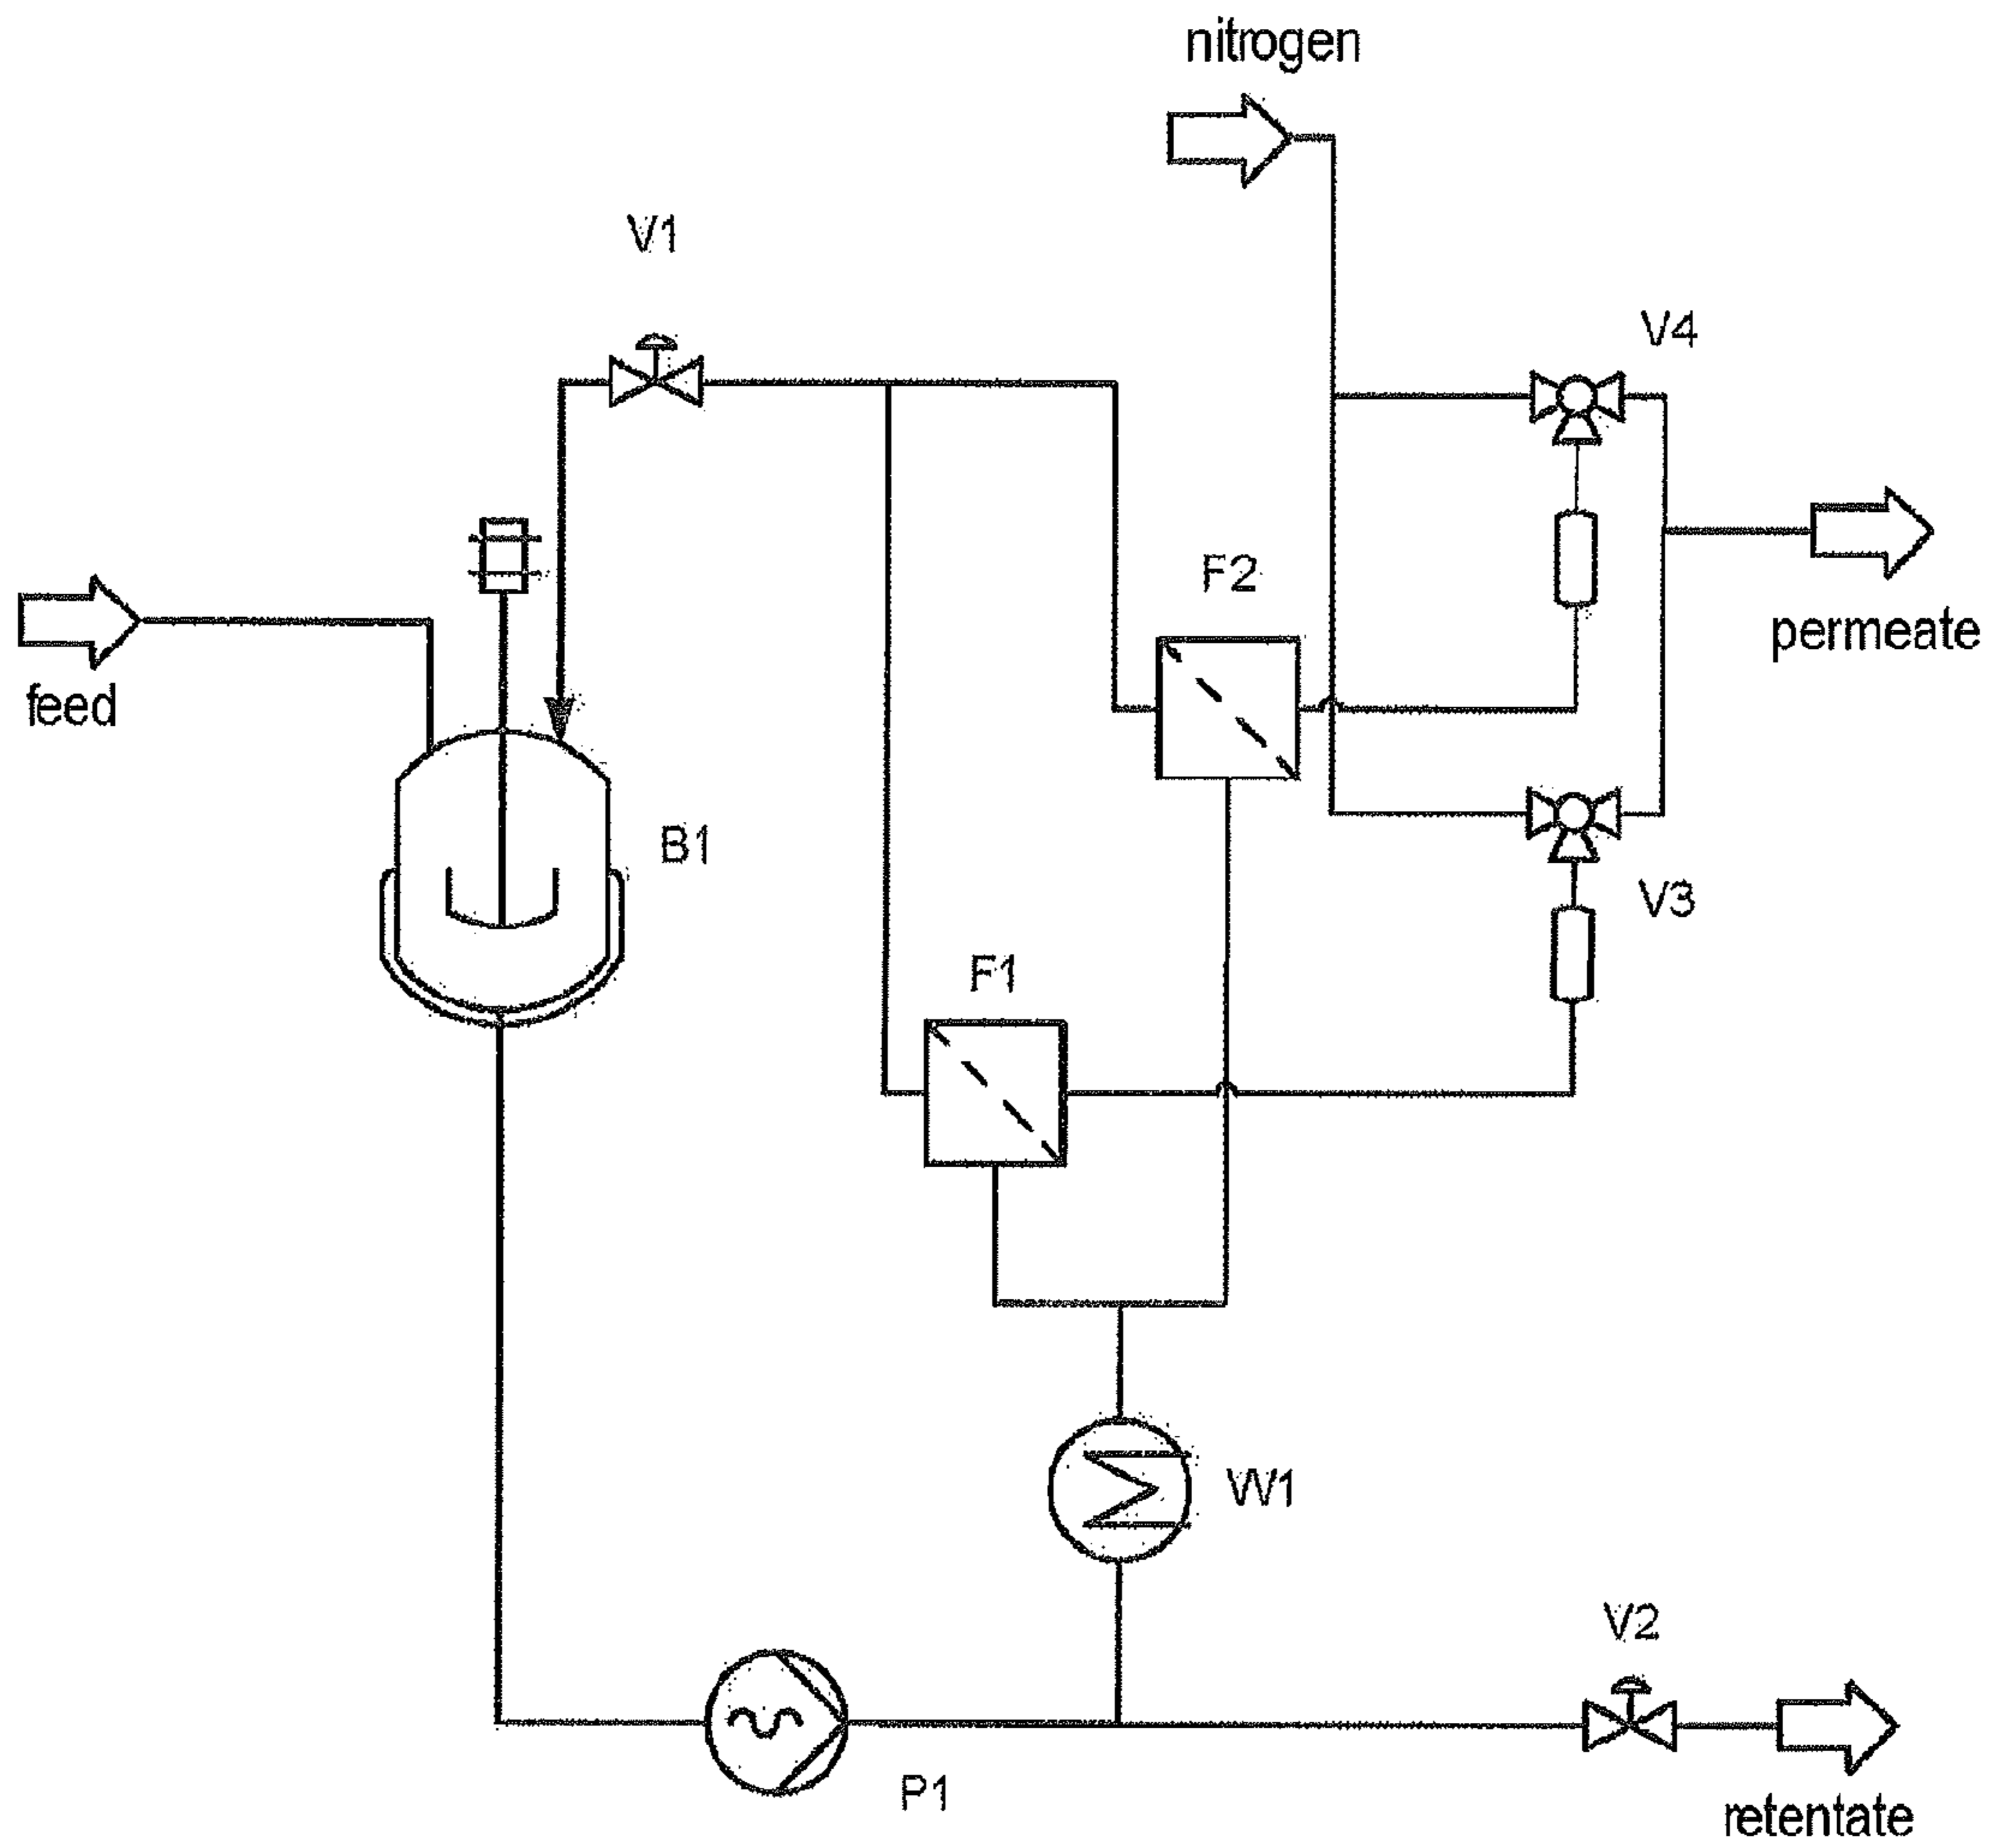 nitrogen
V1
V4
F2
permeate
feed
B1
V3
F1
W1
V2
P1
retentate